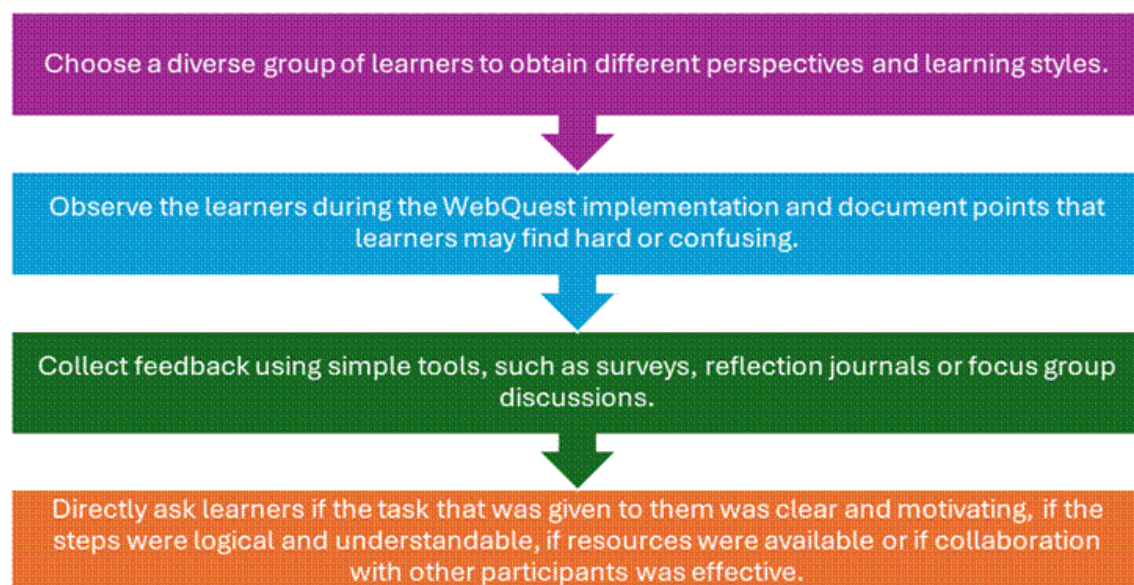 Choose a diverse group of learners to obtain different perspectives and learning styles.
Observe the learners during the WebQuest implementation and document points that
learners may find hard or confusing.
Collect feedback using simple tools, such as surveys, reflection journals or focus group
discussions.
Directly ask learners if the task that was given to them was clear and motivating, if the
steps were logical and understandable, if resources were available or if collaboration
with other participants was effective.